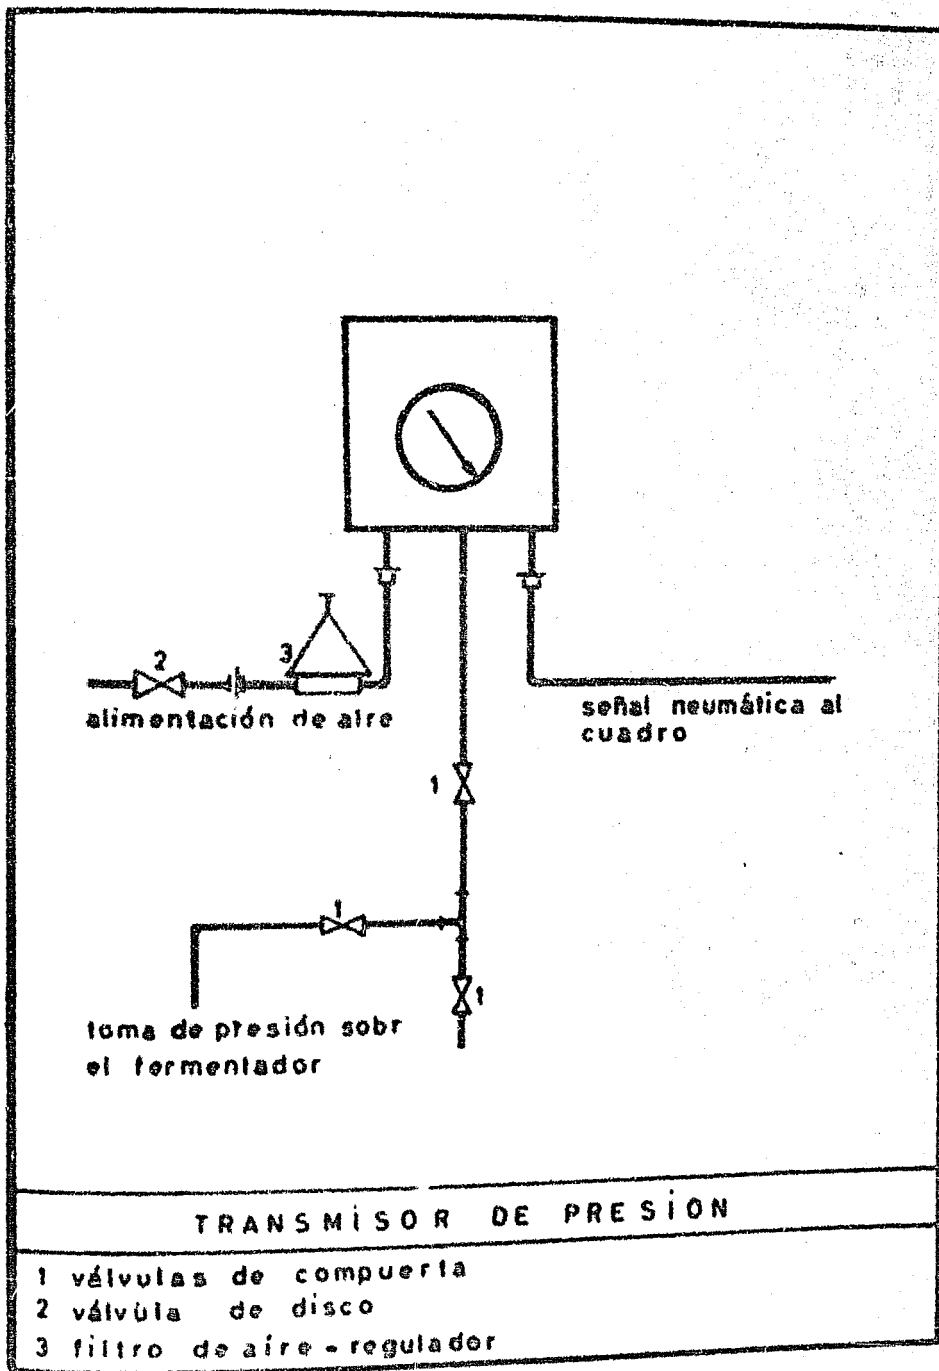 3
2
alimentación de aire
señal neumática al
cuadro
1
1
1
toma de presión sobr
el fermentador
TRANSMiSOR DE PRESiÓN
1 válvulas de compuerta
2 válvula de disco
3 filtro de aire - regulador